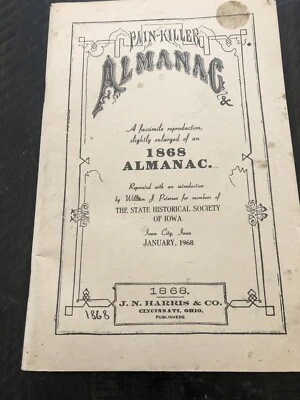 PAIN-KILLER
ALMANAC
&
A facsimile reproduction,
slightly enlarged of an
1868
ALMANAC.
Reprinted with an introduction
by William J. Petersen for members of
THE STATE HISTORICAL SOCIETY
OF IOWA
Iowa City, Iowa
JANUARY, 1968
1868.
J. N. HARRIS & CO.
CINCINNATI, OHIO,
PUBLISHERS
1868